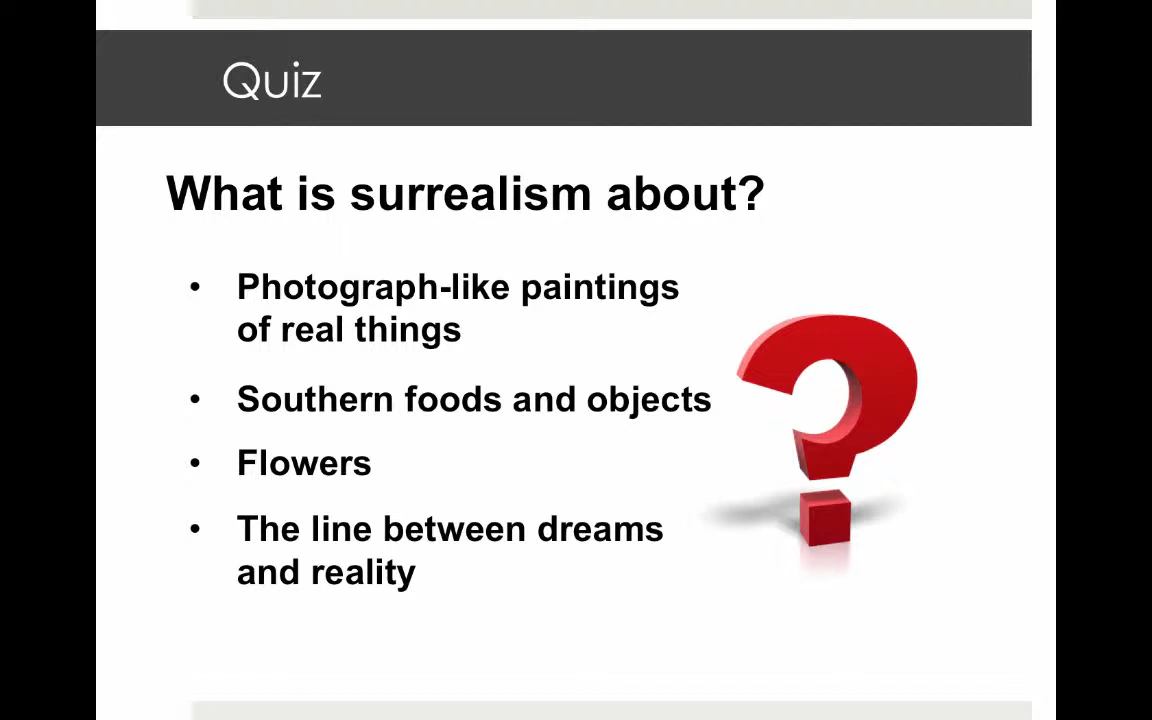 Quiz
What is surrealism about?
• Photograph-like paintings
of real things
• Southern foods and objects
• Flowers
• The line between dreams
and reality